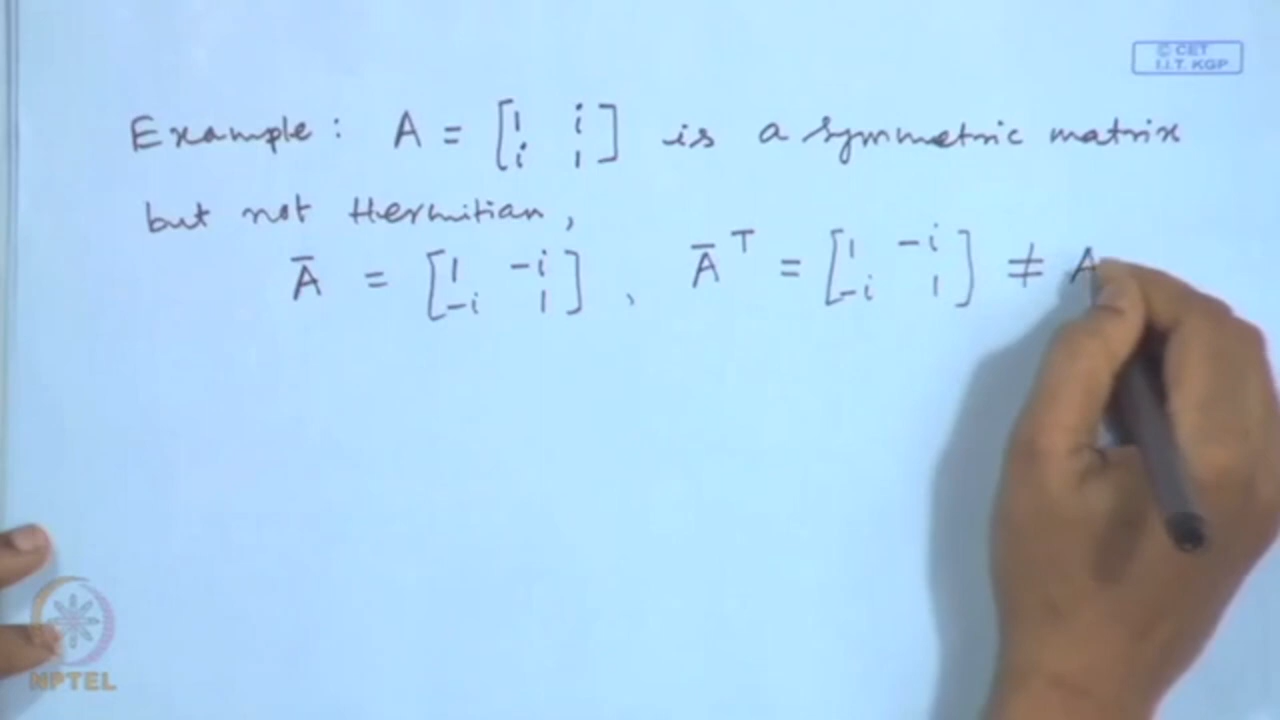 © CET
I.I.T. KGP
Example: A = [1 i; i 1] is a symmetric matrix
but not Hermitian,
Ā = [1 -i; -i 1], Ā^T = [1 -i; -i 1] ≠ A
NPTEL